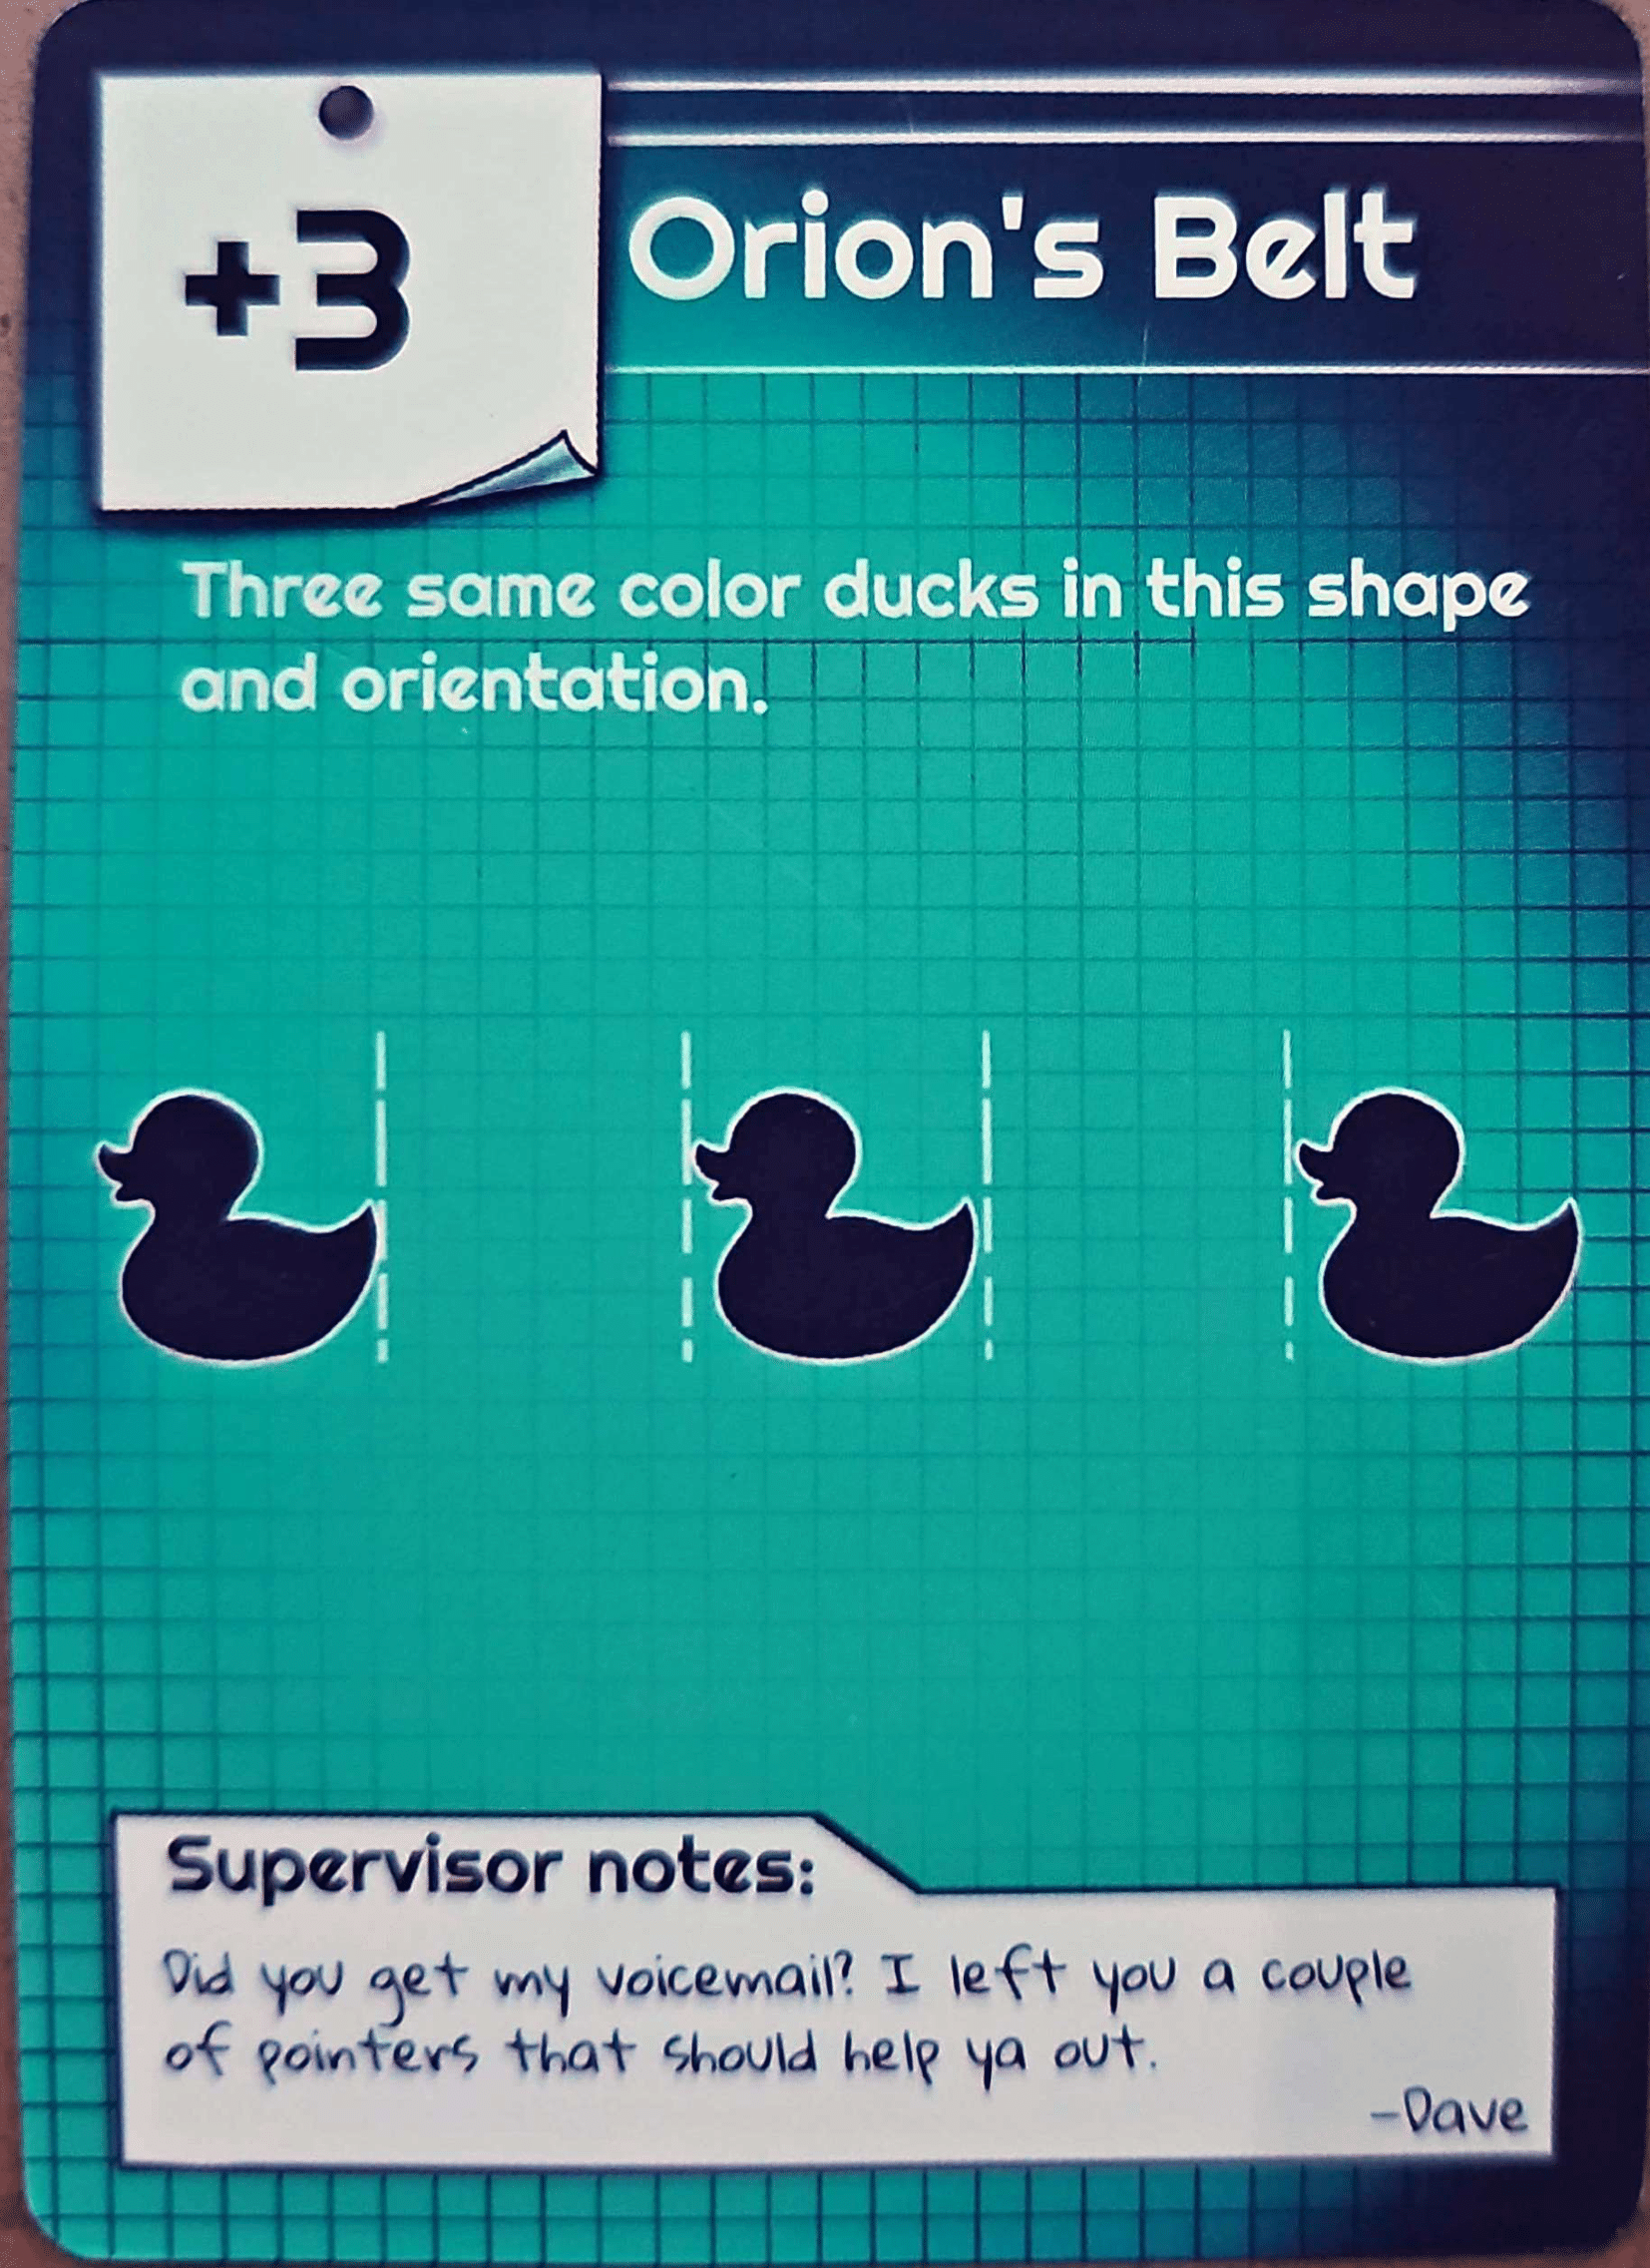 +3
Orion's Belt
Three same color ducks in this shape
and orientation.
Supervisor notes:
Did you get my voicemail? I left you a couple
of pointers that should help ya out.
-Dave